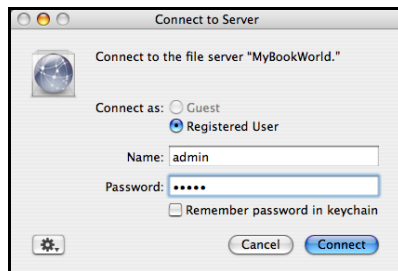 Connect to Server
Connect to the file server “MyBookWorld.”
Connect as: Guest
Registered User
Name: admin
Password: •••••
Remember password in keychain
Cancel Connect